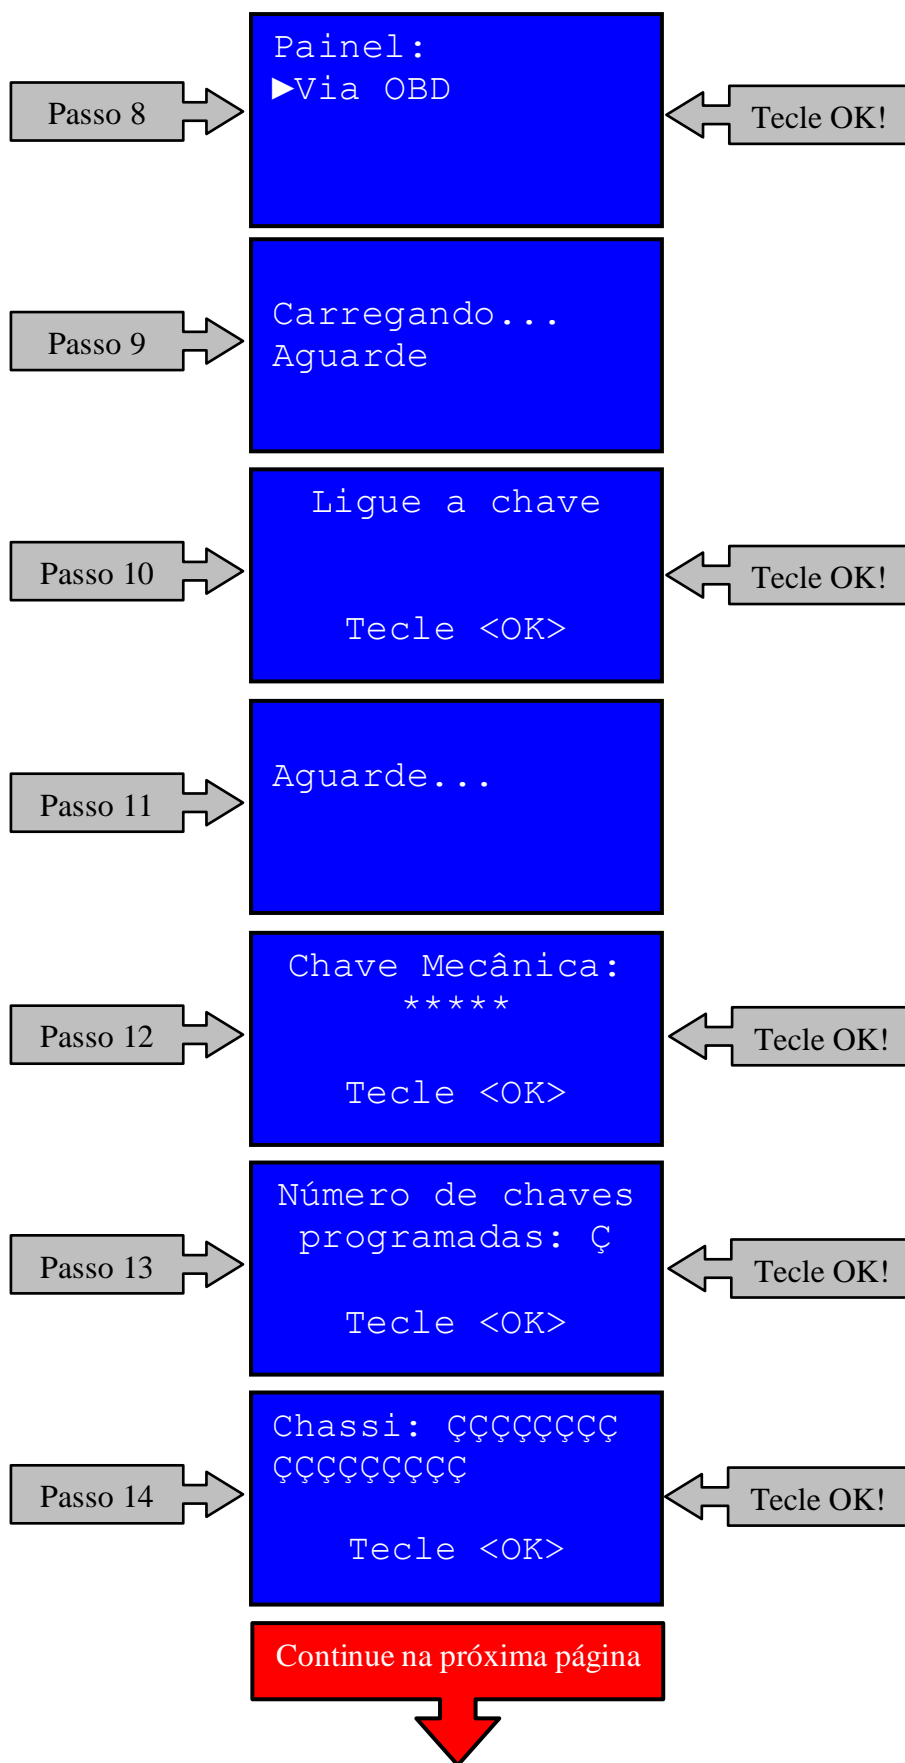 Painel:
►Via OBD
Passo 8
Tecle OK!
Carregando...
Aguarde
Passo 9
Ligue a chave
Tecle <OK>
Passo 10
Tecle OK!
Aguarde...
Passo 11
Chave Mecânica:
*****
Tecle <OK>
Passo 12
Tecle OK!
Número de chaves
programadas: Ç
Tecle <OK>
Passo 13
Tecle OK!
Chassi: ÇÇÇÇÇÇÇÇ
ÇÇÇÇÇÇÇÇÇ
Tecle <OK>
Passo 14
Tecle OK!
Continue na próxima página